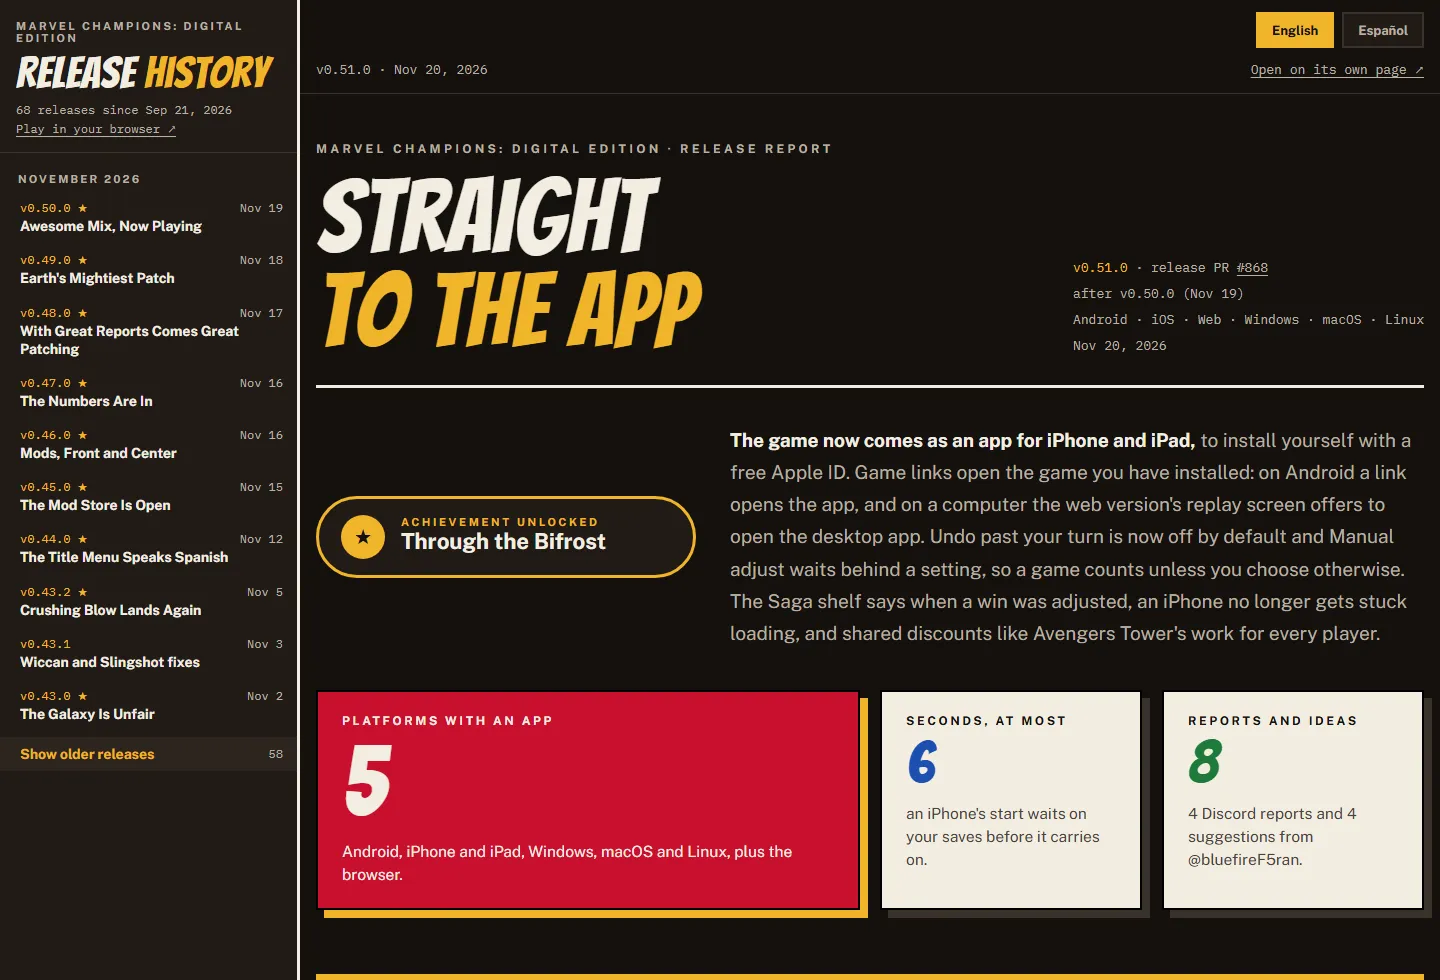 MARVEL CHAMPIONS: DIGITAL
EDITION
RELEASE HISTORY
68 releases since Sep 21, 2026
Play in your browser ↗
NOVEMBER 2026
v0.50.0 ★ Nov 19
Awesome Mix, Now Playing
v0.49.0 ★ Nov 18
Earth's Mightiest Patch
v0.48.0 ★ Nov 17
With Great Reports Comes Great
Patching
v0.47.0 ★ Nov 16
The Numbers Are In
v0.46.0 ★ Nov 16
Mods, Front and Center
v0.45.0 ★ Nov 15
The Mod Store Is Open
v0.44.0 ★ Nov 12
The Title Menu Speaks Spanish
v0.43.2 ★ Nov 5
Crushing Blow Lands Again
v0.43.1 Nov 3
Wiccan and Slingshot fixes
v0.43.0 ★ Nov 2
The Galaxy Is Unfair
Show older releases 58
English Español
v0.51.0 · Nov 20, 2026
Open on its own page ↗
MARVEL CHAMPIONS: DIGITAL EDITION · RELEASE REPORT
STRAIGHT
TO THE APP
v0.51.0 · release PR #868
after v0.50.0 (Nov 19)
Android · iOS · Web · Windows · macOS · Linux
Nov 20, 2026
ACHIEVEMENT UNLOCKED
★ Through the Bifrost
The game now comes as an app for iPhone and iPad, to install yourself with a
free Apple ID. Game links open the game you have installed: on Android a link
opens the app, and on a computer the web version's replay screen offers to
open the desktop app. Undo past your turn is now off by default and Manual
adjust waits behind a setting, so a game counts unless you choose otherwise.
The Saga shelf says when a win was adjusted, an iPhone no longer gets stuck
loading, and shared discounts like Avengers Tower's work for every player.
PLATFORMS WITH AN APP
5
Android, iPhone and iPad, Windows, macOS and Linux, plus the
browser.
SECONDS, AT MOST
6
an iPhone's start waits on
your saves before it carries
on.
REPORTS AND IDEAS
8
4 Discord reports and 4
suggestions from
@bluefireF5ran.